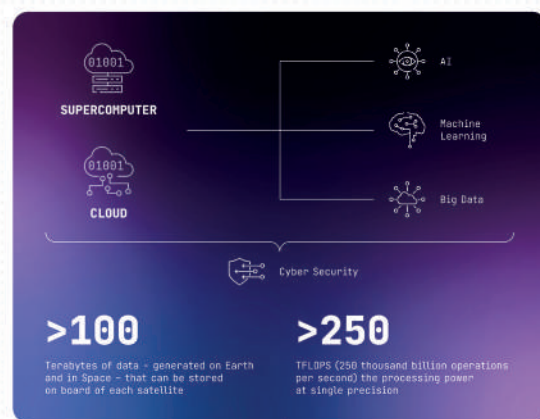 01001
SUPERCOMPUTER
01001
CLOUD
AI
Machine
Learning
Big Data
Cyber Security
>100
Terabytes of data - generated on Earth
and in Space – that can be stored
on board of each satellite
>250
TFLOPS (250 thousand billion operations
per second) the processing power
at single precision